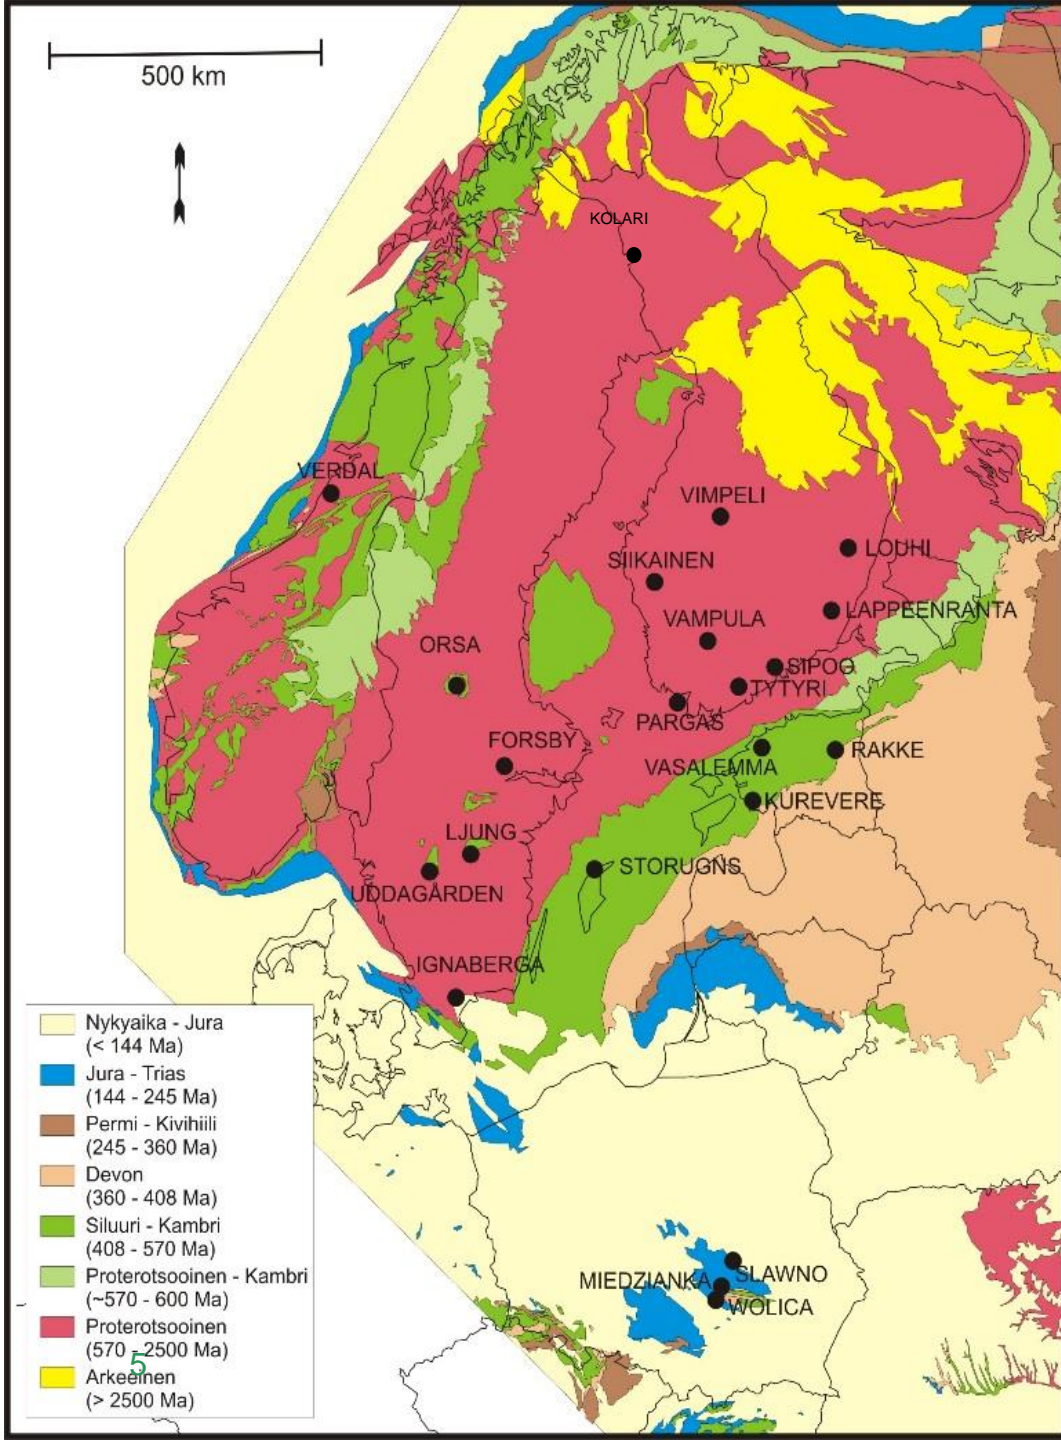 500 km
KOLARI
VERDAL
VIMPELI
LOUHI
SIIKAINEN
LAPPEENRANTA
VAMPULA
ORSA
SIPOO
TYTYRI
PARGAS
FORSBY
RAKKE
VASALEMMA
KUREVERE
LJUNG
STORUGNS
UDDAGÅRDEN
IGNABERGA
Nykyaika - Jura
(< 144 Ma)
Jura - Trias
(144 - 245 Ma)
Permi - Kivihiili
(245 - 360 Ma)
Devon
(360 - 408 Ma)
Siluuri - Kambri
(408 - 570 Ma)
Proterotsooinen - Kambri
(~570 - 600 Ma)
Proterotsooinen
(570 - 2500 Ma)
5
Arkeeinen
(> 2500 Ma)
SLAWNO
MIEDZIANKA
WOLICA